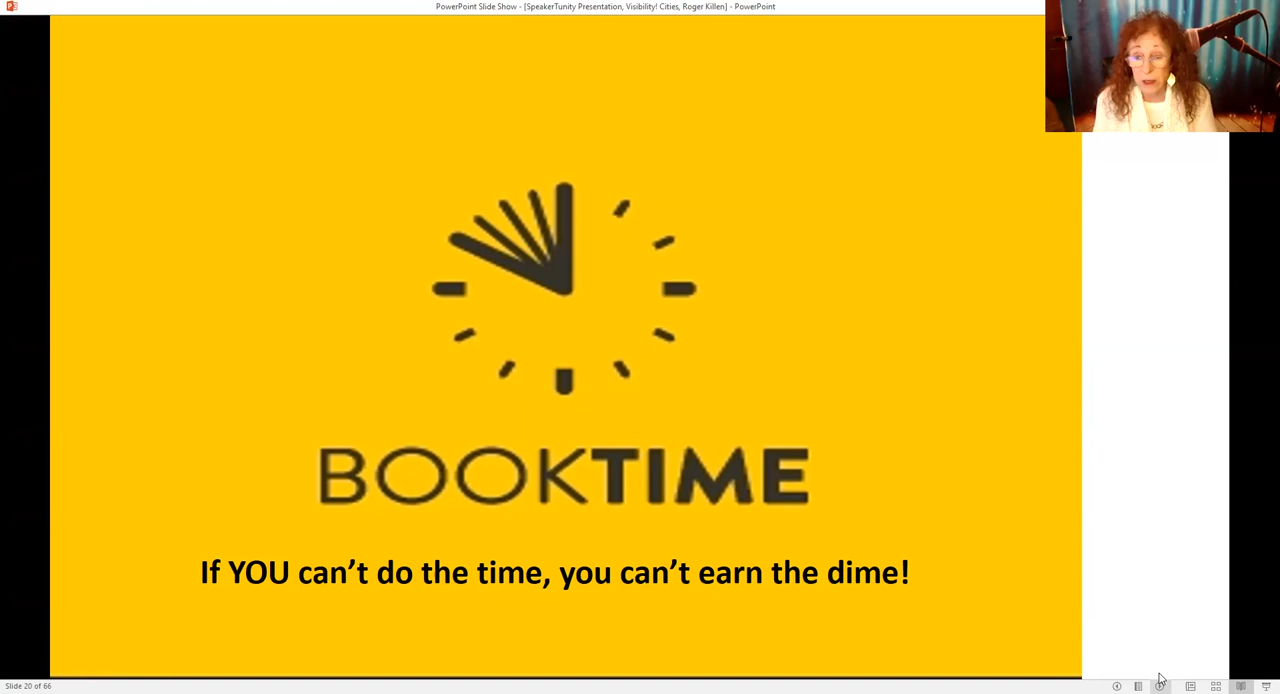 PowerPoint Slide Show - [SpeakerTunity Presentation, Visibility! Cities, Roger Killen] - PowerPoint
BOOKTIME
If YOU can’t do the time, you can’t earn the dime!
Slide 20 of 66